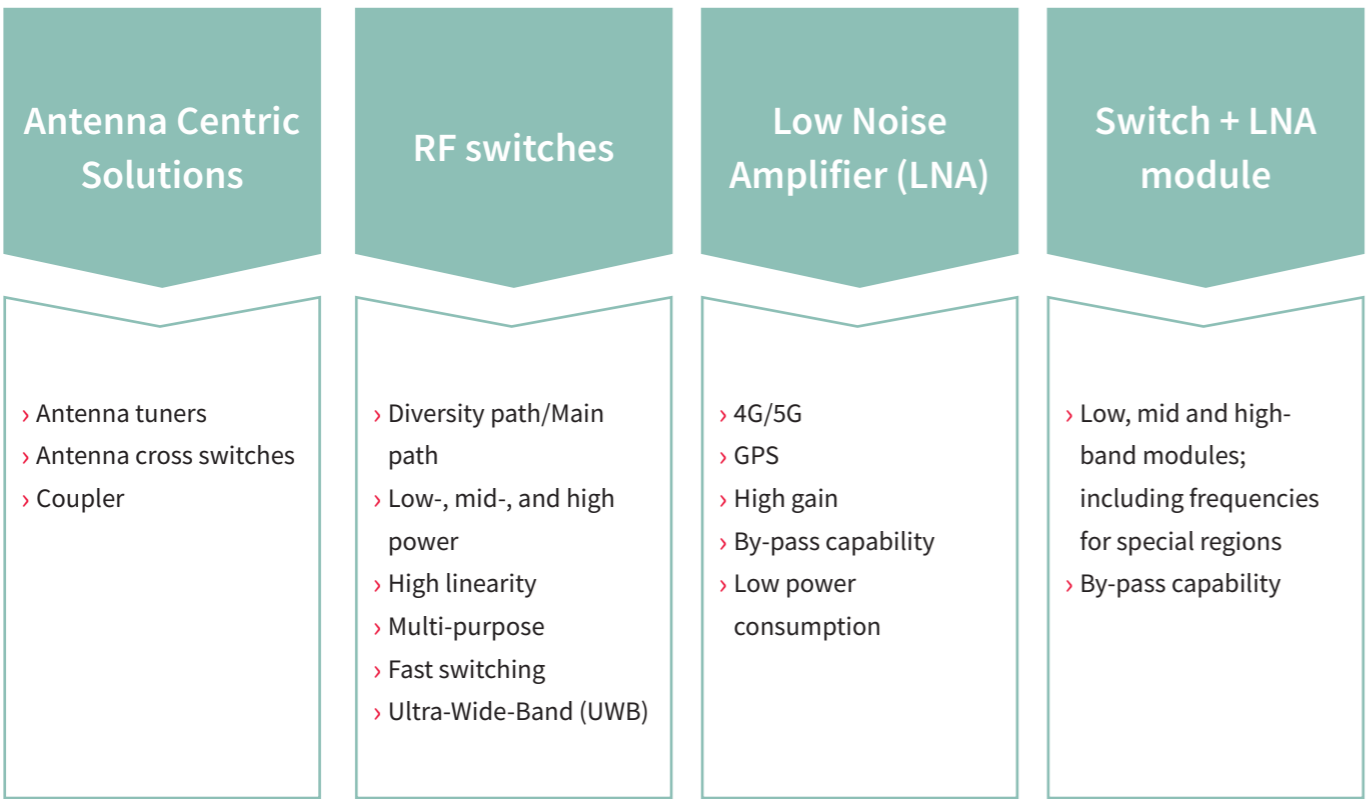 Antenna Centric
Solutions
› Antenna tuners
› Antenna cross switches
› Coupler
RF switches
› Diversity path/Main
path
› Low-, mid-, and high
power
› High linearity
› Multi-purpose
› Fast switching
› Ultra-Wide-Band (UWB)
Low Noise
Amplifier (LNA)
› 4G/5G
› GPS
› High gain
› By-pass capability
› Low power
consumption
Switch + LNA
module
› Low, mid and high-
band modules;
including frequencies
for special regions
› By-pass capability